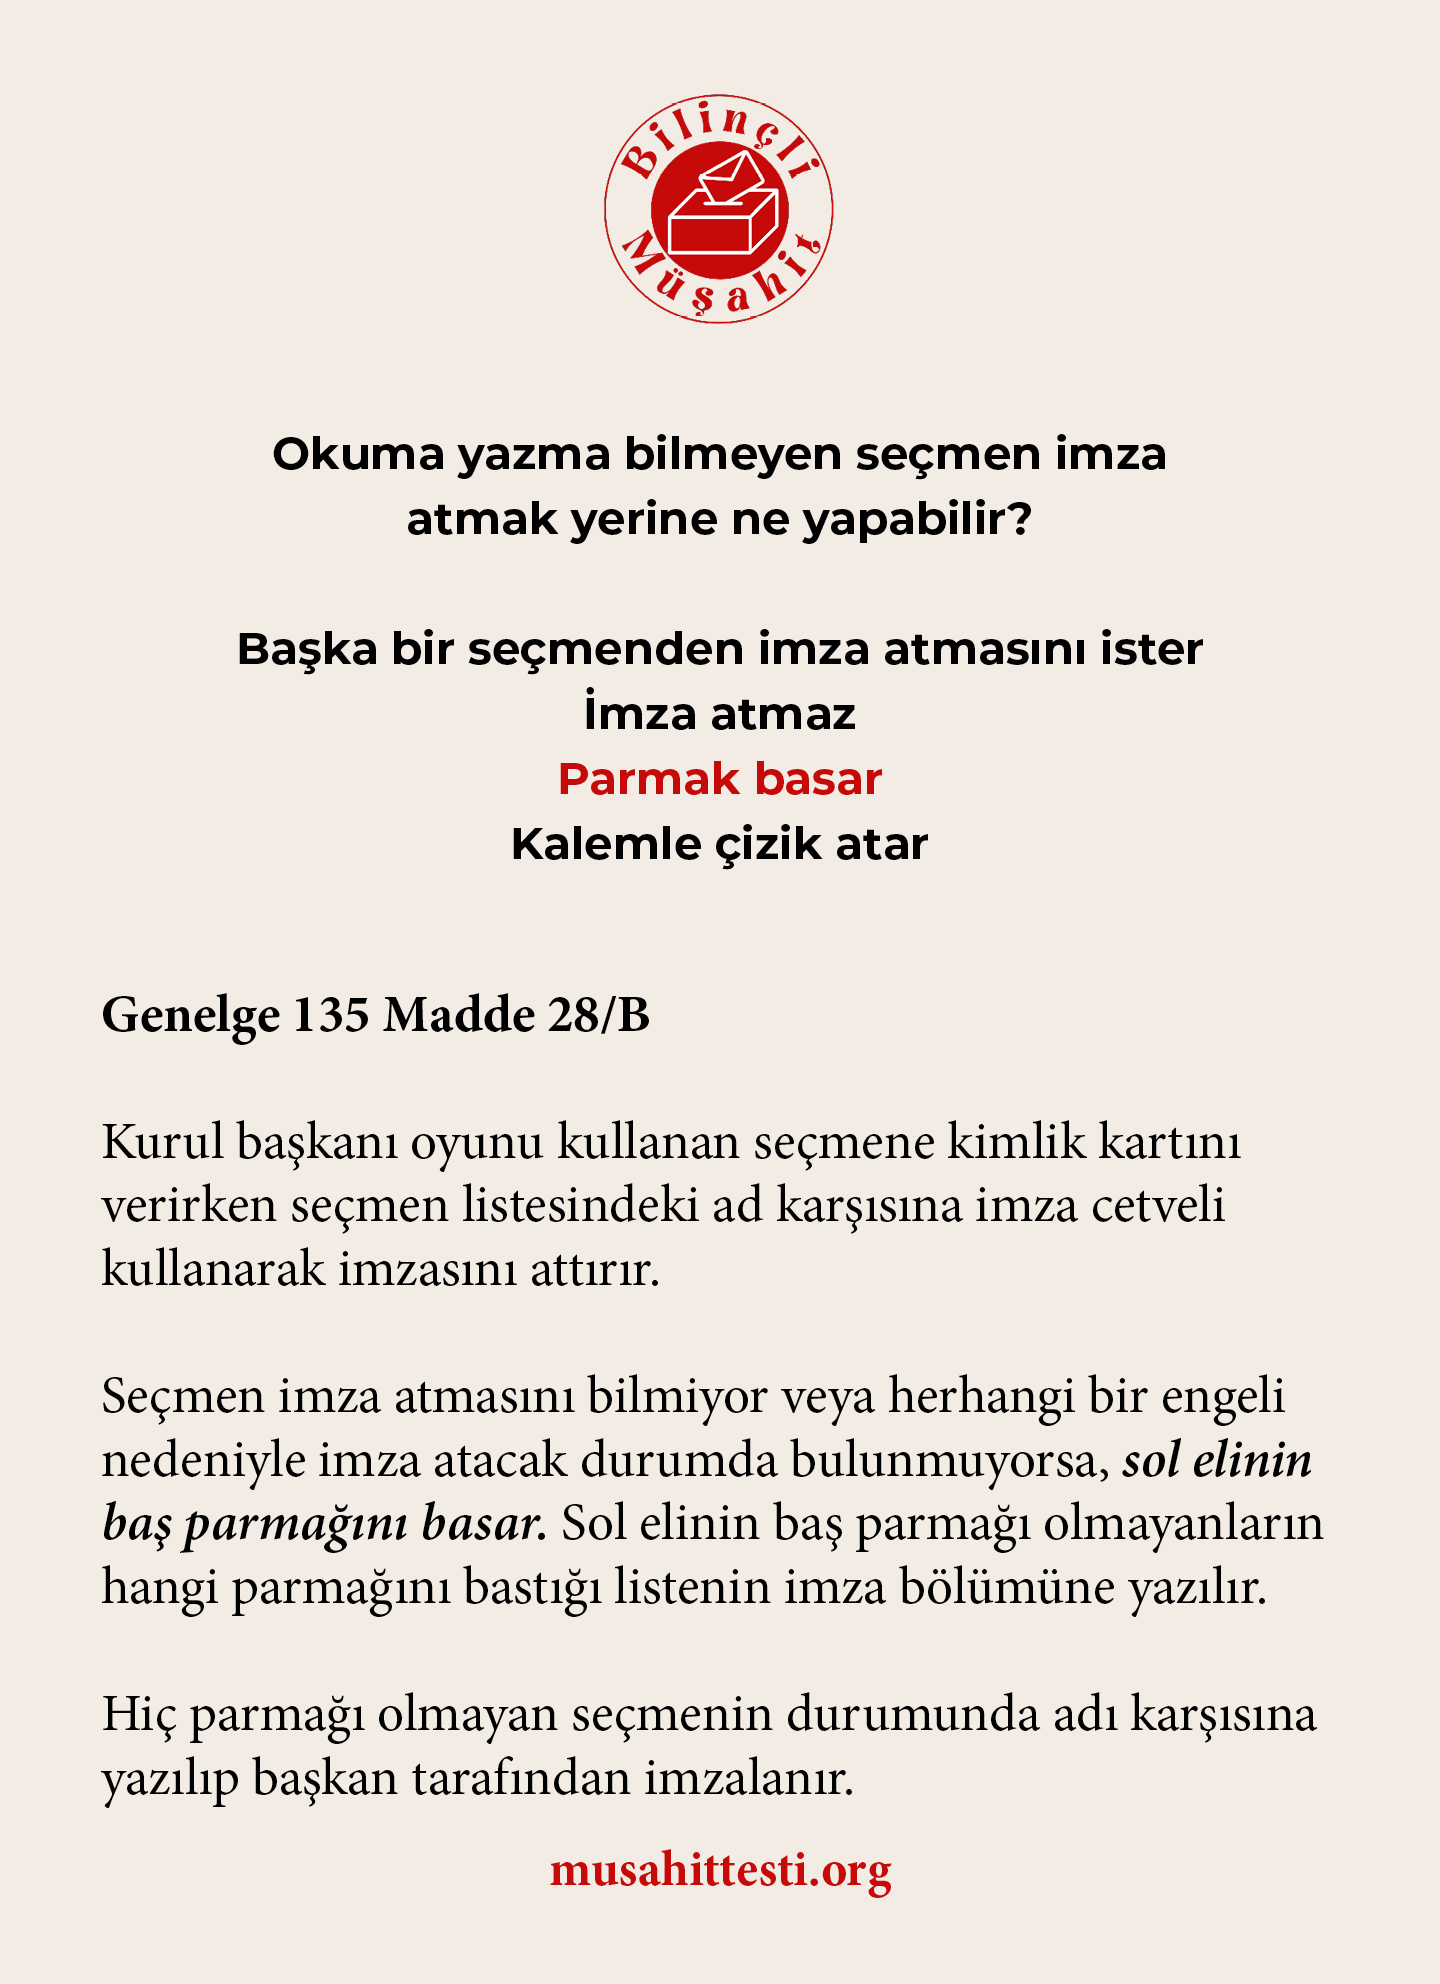 Bilinçli
Müşahit
Okuma yazma bilmeyen seçmen imza
atmak yerine ne yapabilir?
Başka bir seçmenden imza atmasını ister
İmza atmaz
Parmak basar
Kalemle çizik atar
Genelge 135 Madde 28/B
Kurul başkanı oyunu kullanan seçmene kimlik kartını
verirken seçmen listesindeki ad karşısına imza cetveli
kullanarak imzasını attırır.
Seçmen imza atmasını bilmiyor veya herhangi bir engeli
nedeniyle imza atacak durumda bulunmuyorsa, sol elinin
baş parmağını basar. Sol elinin baş parmağı olmayanların
hangi parmağını bastığı listenin imza bölümüne yazılır.
Hiç parmağı olmayan seçmenin durumunda adı karşısına
yazılıp başkan tarafından imzalanır.
musahittesti.org